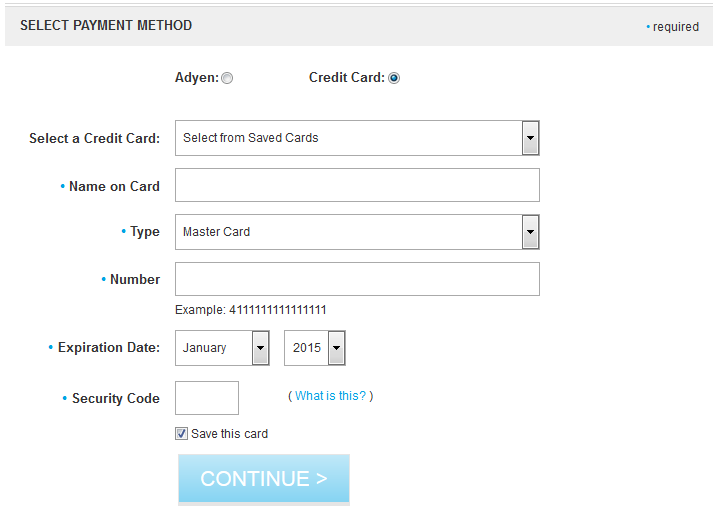 SELECT PAYMENT METHOD • required
Adyen: Credit Card:
Select a Credit Card: Select from Saved Cards
• Name on Card
• Type Master Card
• Number
Example: 4111111111111111
• Expiration Date: January 2015
• Security Code ( What is this? )
Save this card
CONTINUE >